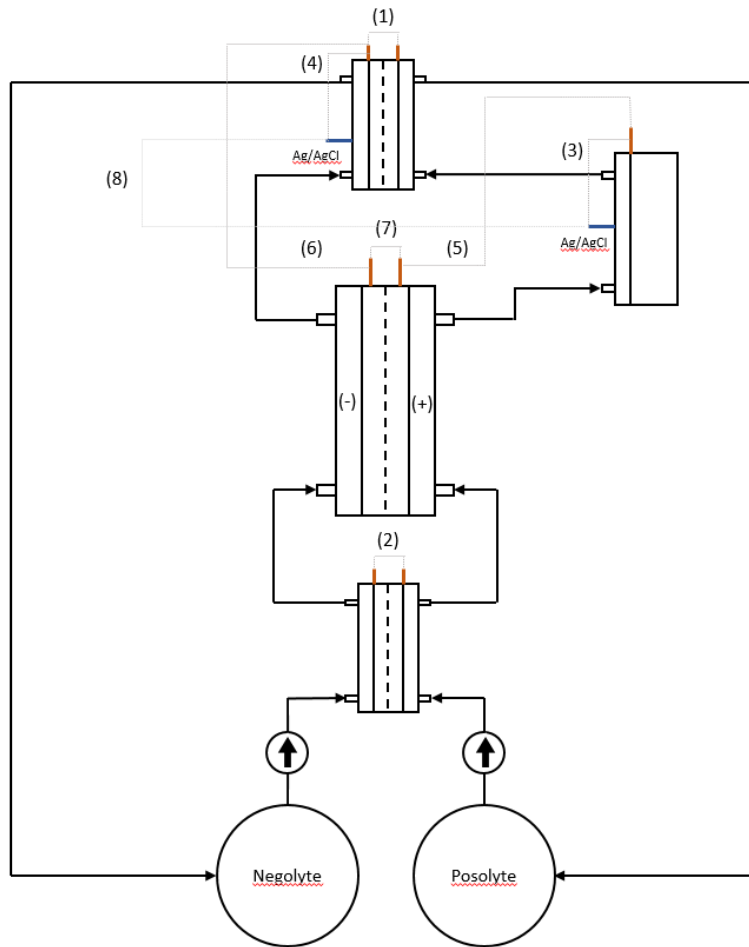 (1)
(4)
(3)
Ag/AgCl
(8)
(7)
Ag/AgCl
(6)
(5)
(-)
(+)
(2)
Negolyte
Posolyte